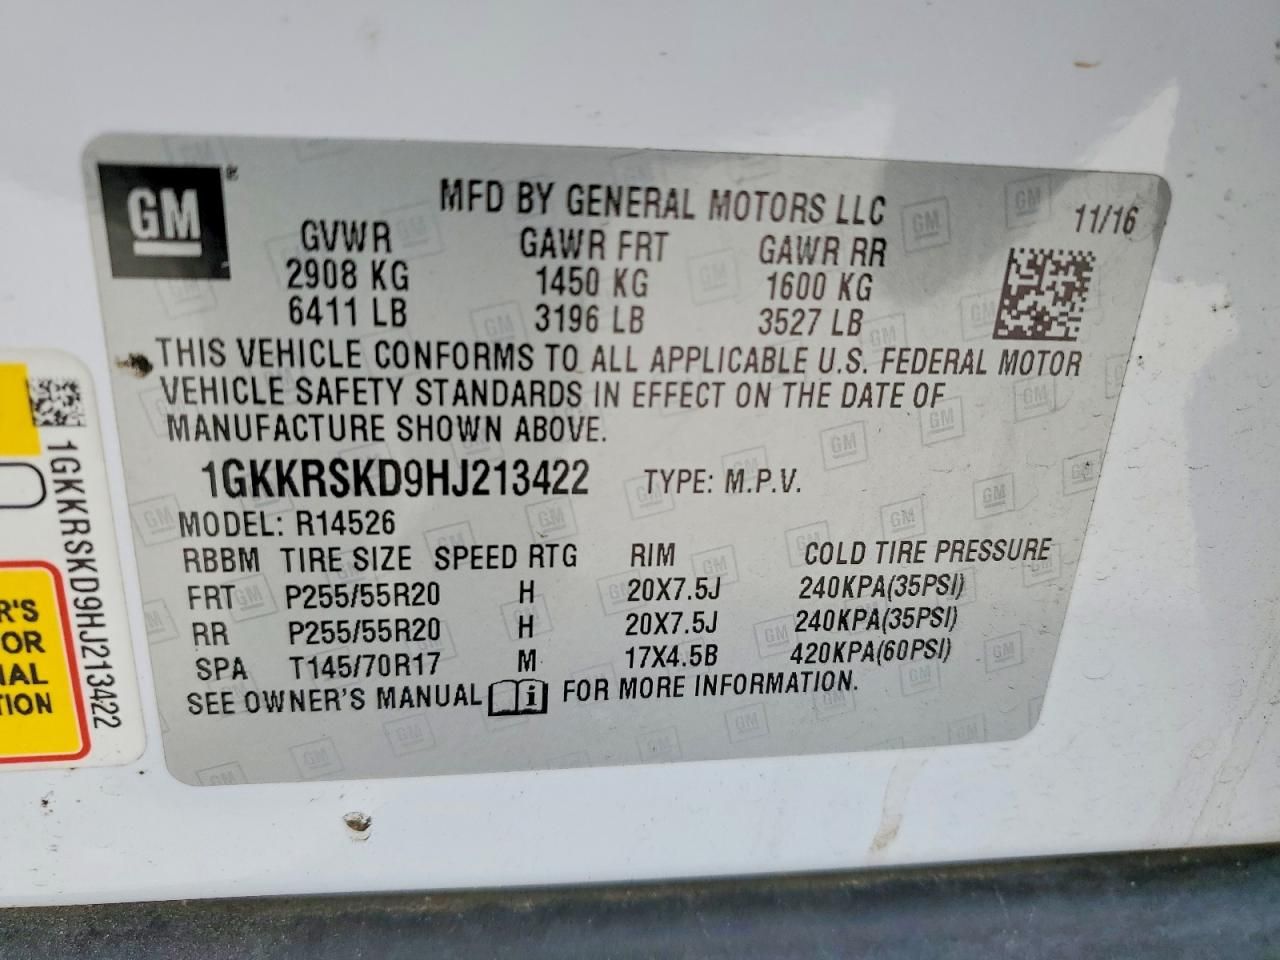 GM ®
MFD BY GENERAL MOTORS LLC
11/16
GVWR GAWR FRT GAWR RR
2908 KG 1450 KG 1600 KG
6411 LB 3196 LB 3527 LB
THIS VEHICLE CONFORMS TO ALL APPLICABLE U.S. FEDERAL MOTOR
VEHICLE SAFETY STANDARDS IN EFFECT ON THE DATE OF
MANUFACTURE SHOWN ABOVE.
1GKKRSKD9HJ213422 TYPE: M.P.V.
MODEL: R14526
RBBM TIRE SIZE SPEED RTG RIM COLD TIRE PRESSURE
FRT P255/55R20 H 20X7.5J 240KPA(35PSI)
RR P255/55R20 H 20X7.5J 240KPA(35PSI)
SPA T145/70R17 M 17X4.5B 420KPA(60PSI)
SEE OWNER'S MANUAL i FOR MORE INFORMATION.
1GKKRSKD9HJ213422
R'S
OR
NAL
TION